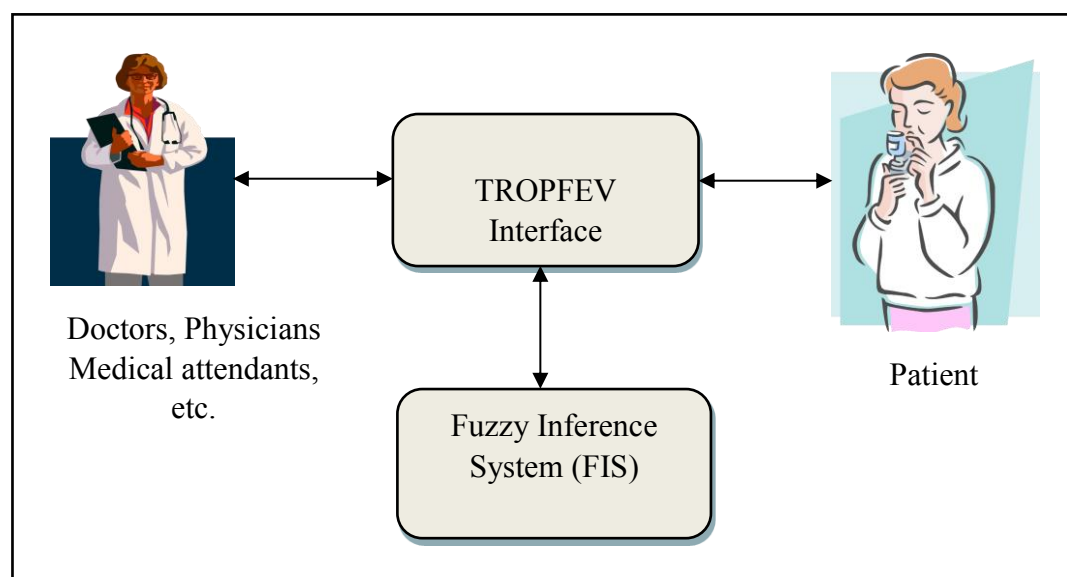 TROPFEV
Interface
Doctors, Physicians
Medical attendants,
etc.
Patient
Fuzzy Inference
System (FIS)